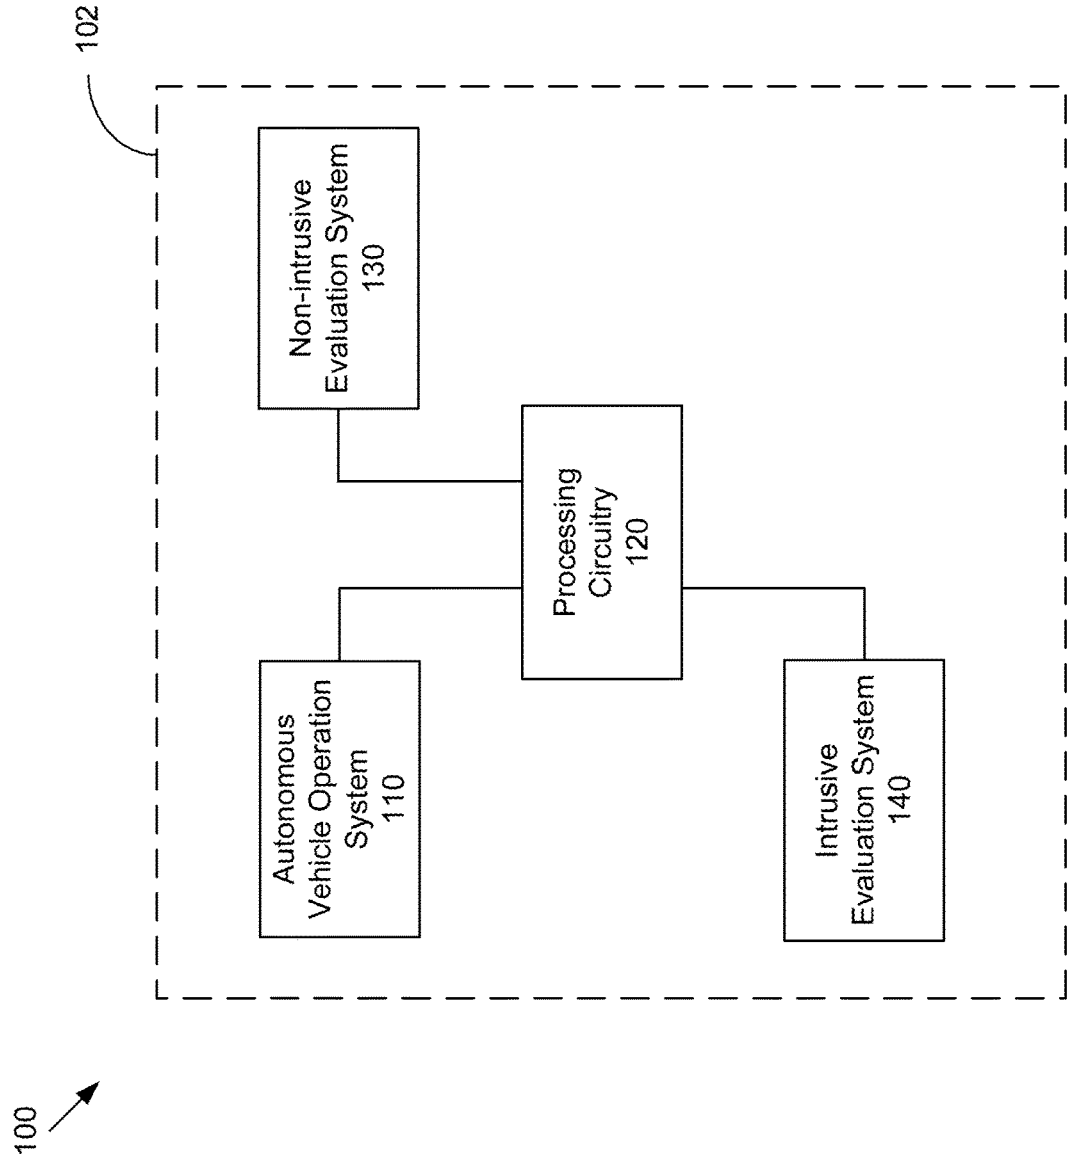 100
102
Autonomous
Vehicle Operation
System
110
Non-intrusive
Evaluation System
130
Processing
Circuitry
120
Intrusive
Evaluation System
140